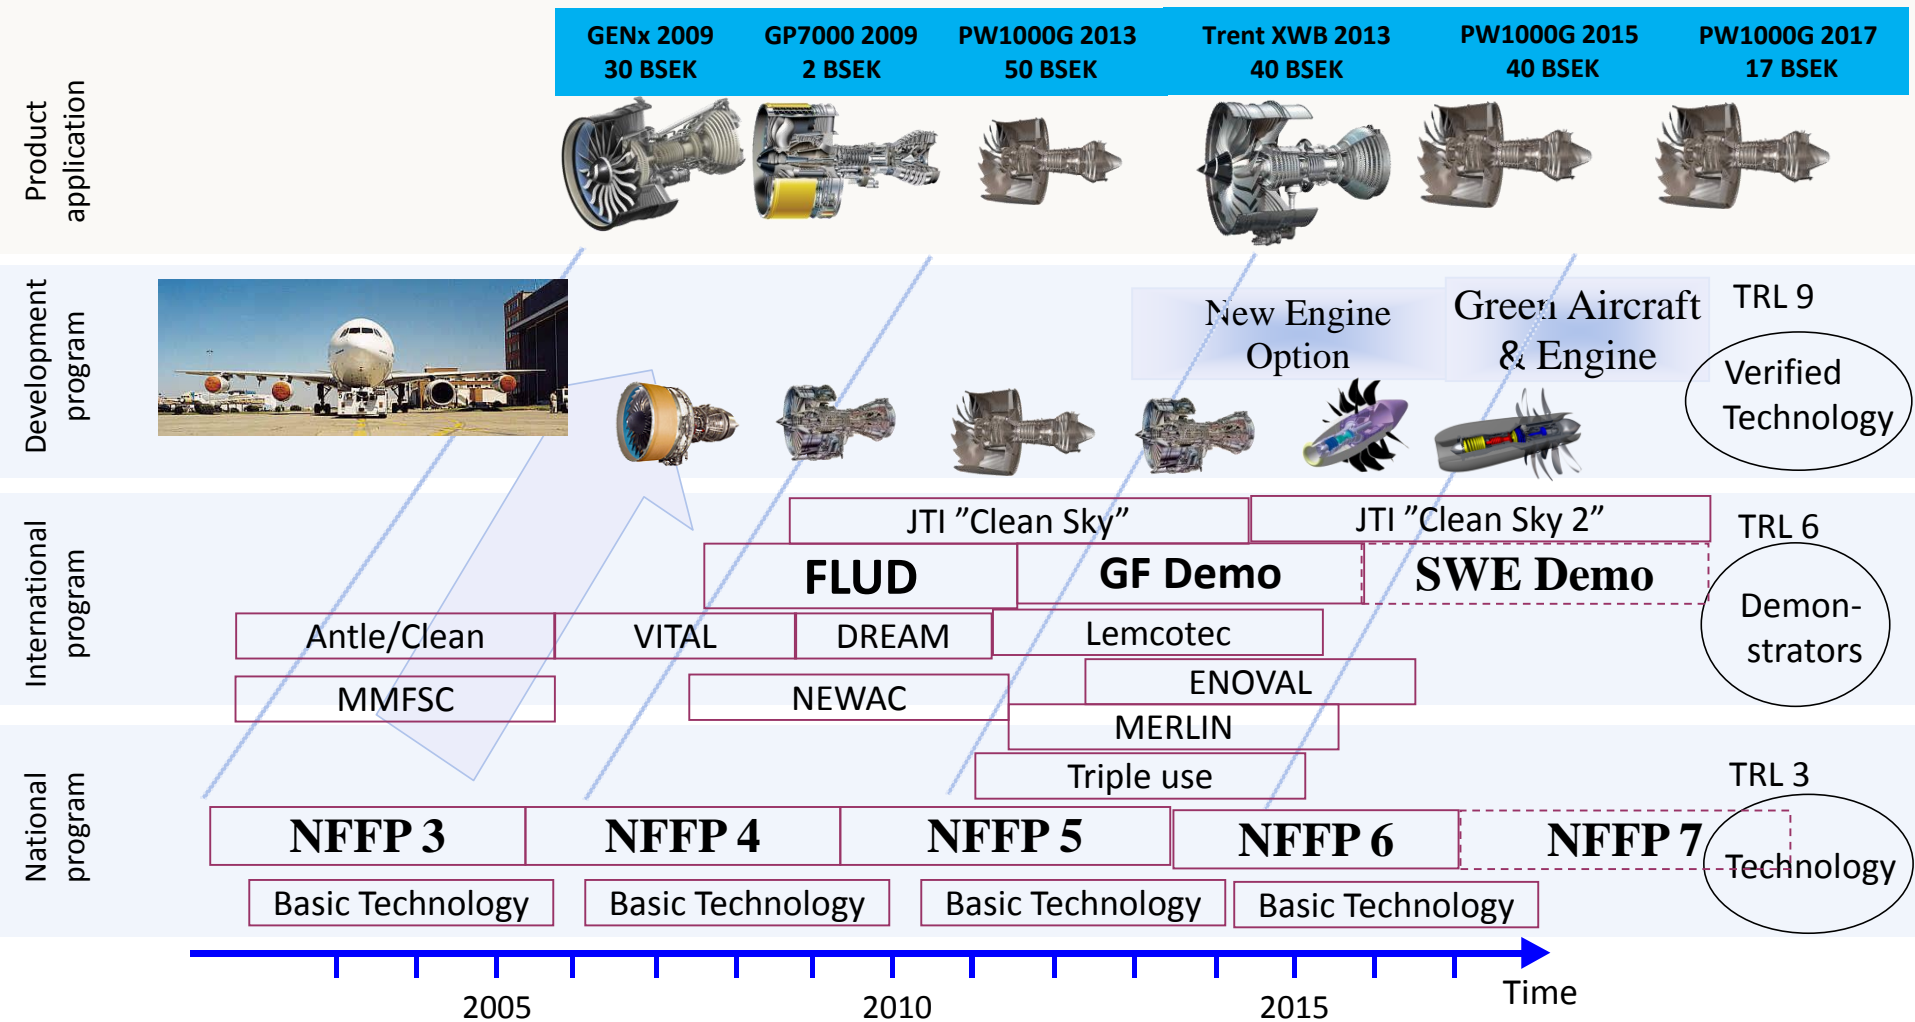 GENx 2009
30 BSEK
GP7000 2009
2 BSEK
PW1000G 2013
50 BSEK
Trent XWB 2013
40 BSEK
PW1000G 2015
40 BSEK
PW1000G 2017
17 BSEK
Product
application
Development
program
New Engine
Option
Green Aircraft
& Engine
TRL 9
Verified
Technology
International
program
JTI ”Clean Sky”
JTI ”Clean Sky 2”
TRL 6
FLUD
GF Demo
SWE Demo
Demon-
strators
Antle/Clean
VITAL
DREAM
Lemcotec
MMFSC
NEWAC
ENOVAL
MERLIN
National
program
Triple use
TRL 3
NFFP 3
NFFP 4
NFFP 5
NFFP 6
NFFP 7
Technology
Basic Technology
Basic Technology
Basic Technology
Basic Technology
2005
2010
2015
Time